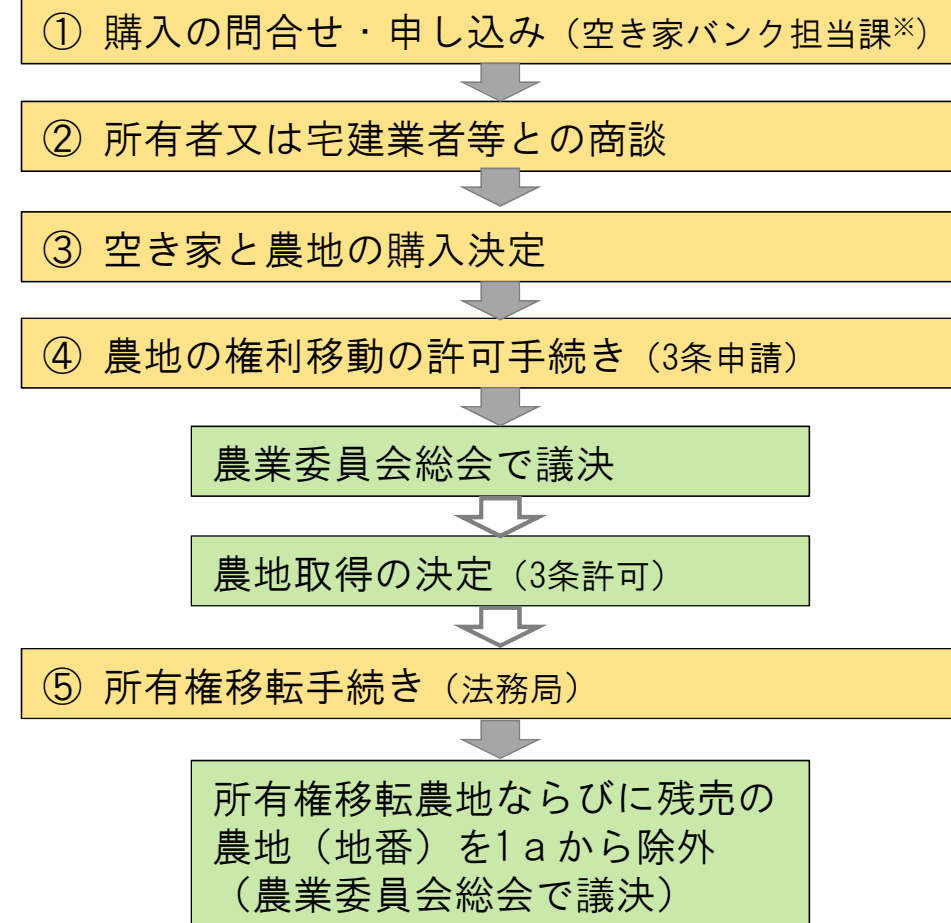 ① 購入の問合せ・申し込み（空き家バンク担当課※）
② 所有者又は宅建業者等との商談
③ 空き家と農地の購入決定
④ 農地の権利移動の許可手続き（3条申請）
農業委員会総会で議決
農地取得の決定（3条許可）
⑤ 所有権移転手続き（法務局）
所有権移転農地ならびに残売の
農地（地番）を1ａから除外
（農業委員会総会で議決）